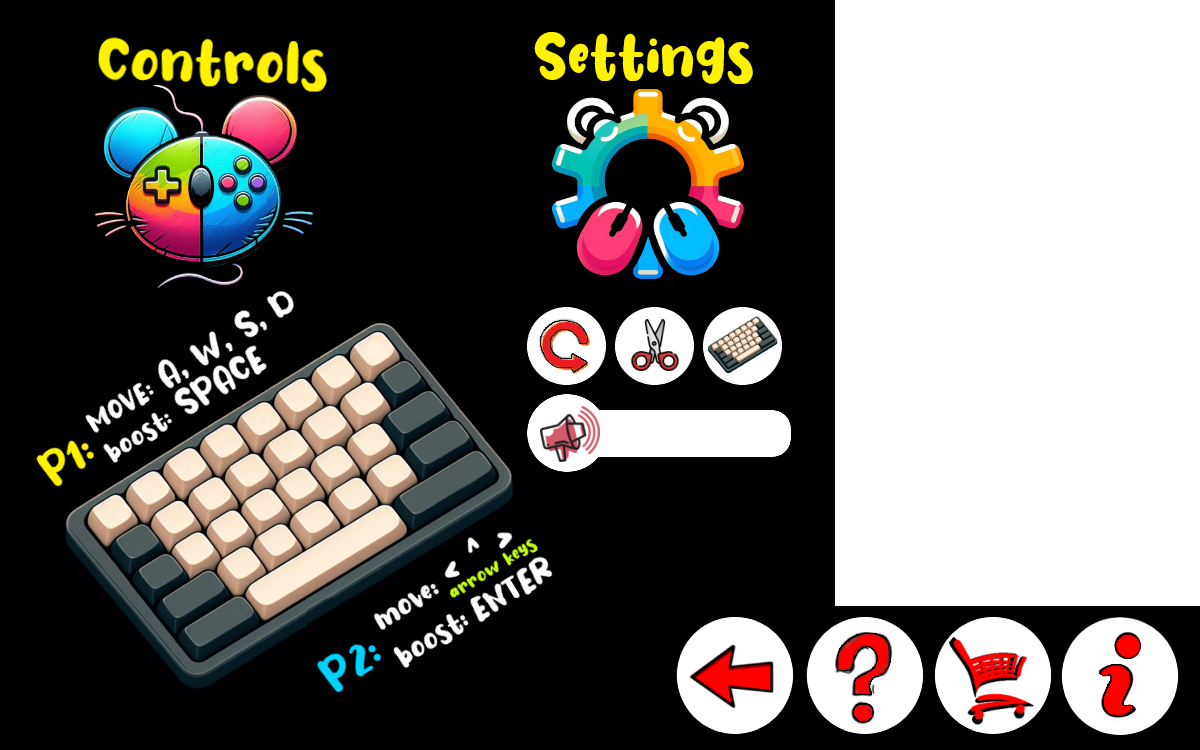 Controls
Settings
P1: MOVE: A, W, S, D
boost: SPACE
P2: move: < ^ >
arrow keys
boost: ENTER
?
i